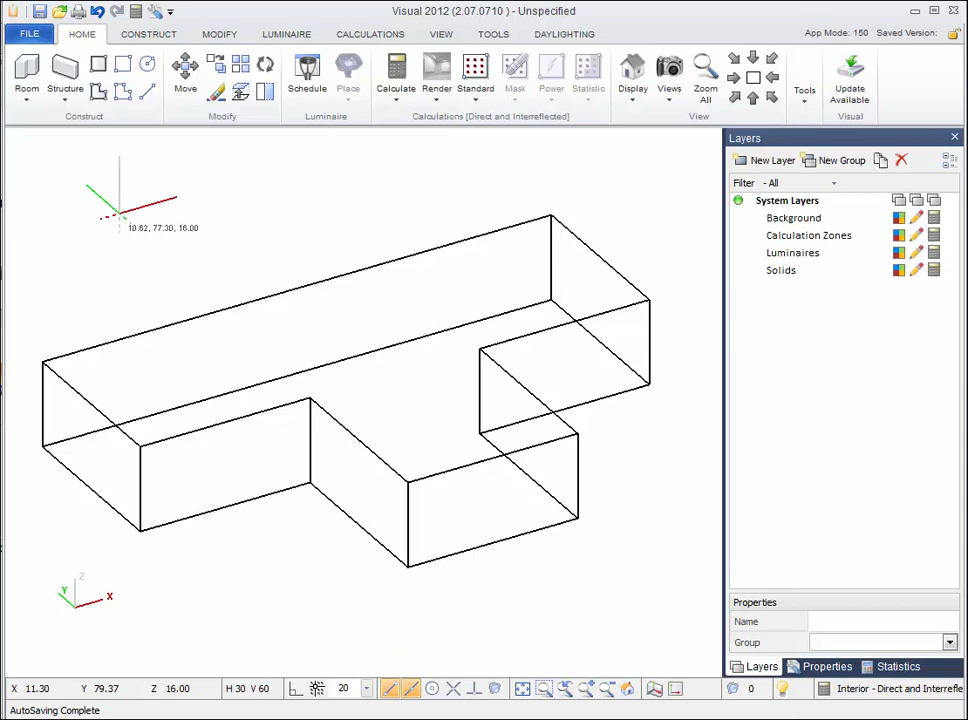 Visual 2012 (2.07.0710 ) - Unspecified
FILE HOME CONSTRUCT MODIFY LUMINAIRE CALCULATIONS VIEW TOOLS DAYLIGHTING App Mode: 150 Saved Version:
Room Structure Move Schedule Place Calculate Render Standard Mask Power Statistic Display Views Zoom All Tools Update Available
Construct Modify Luminaire Calculations [Direct and Interreflected] View Visual
Layers
New Layer New Group
Filter - All
System Layers
Background
Calculation Zones
Luminaires
Solids
10.62, 77.30, 16.00
Z
Y
X
Properties
Name
Group
Layers Properties Statistics
X 11.30 Y 79.37 Z 16.00 H 30 V 60 20 0 Interior - Direct and Interrefle
AutoSaving Complete